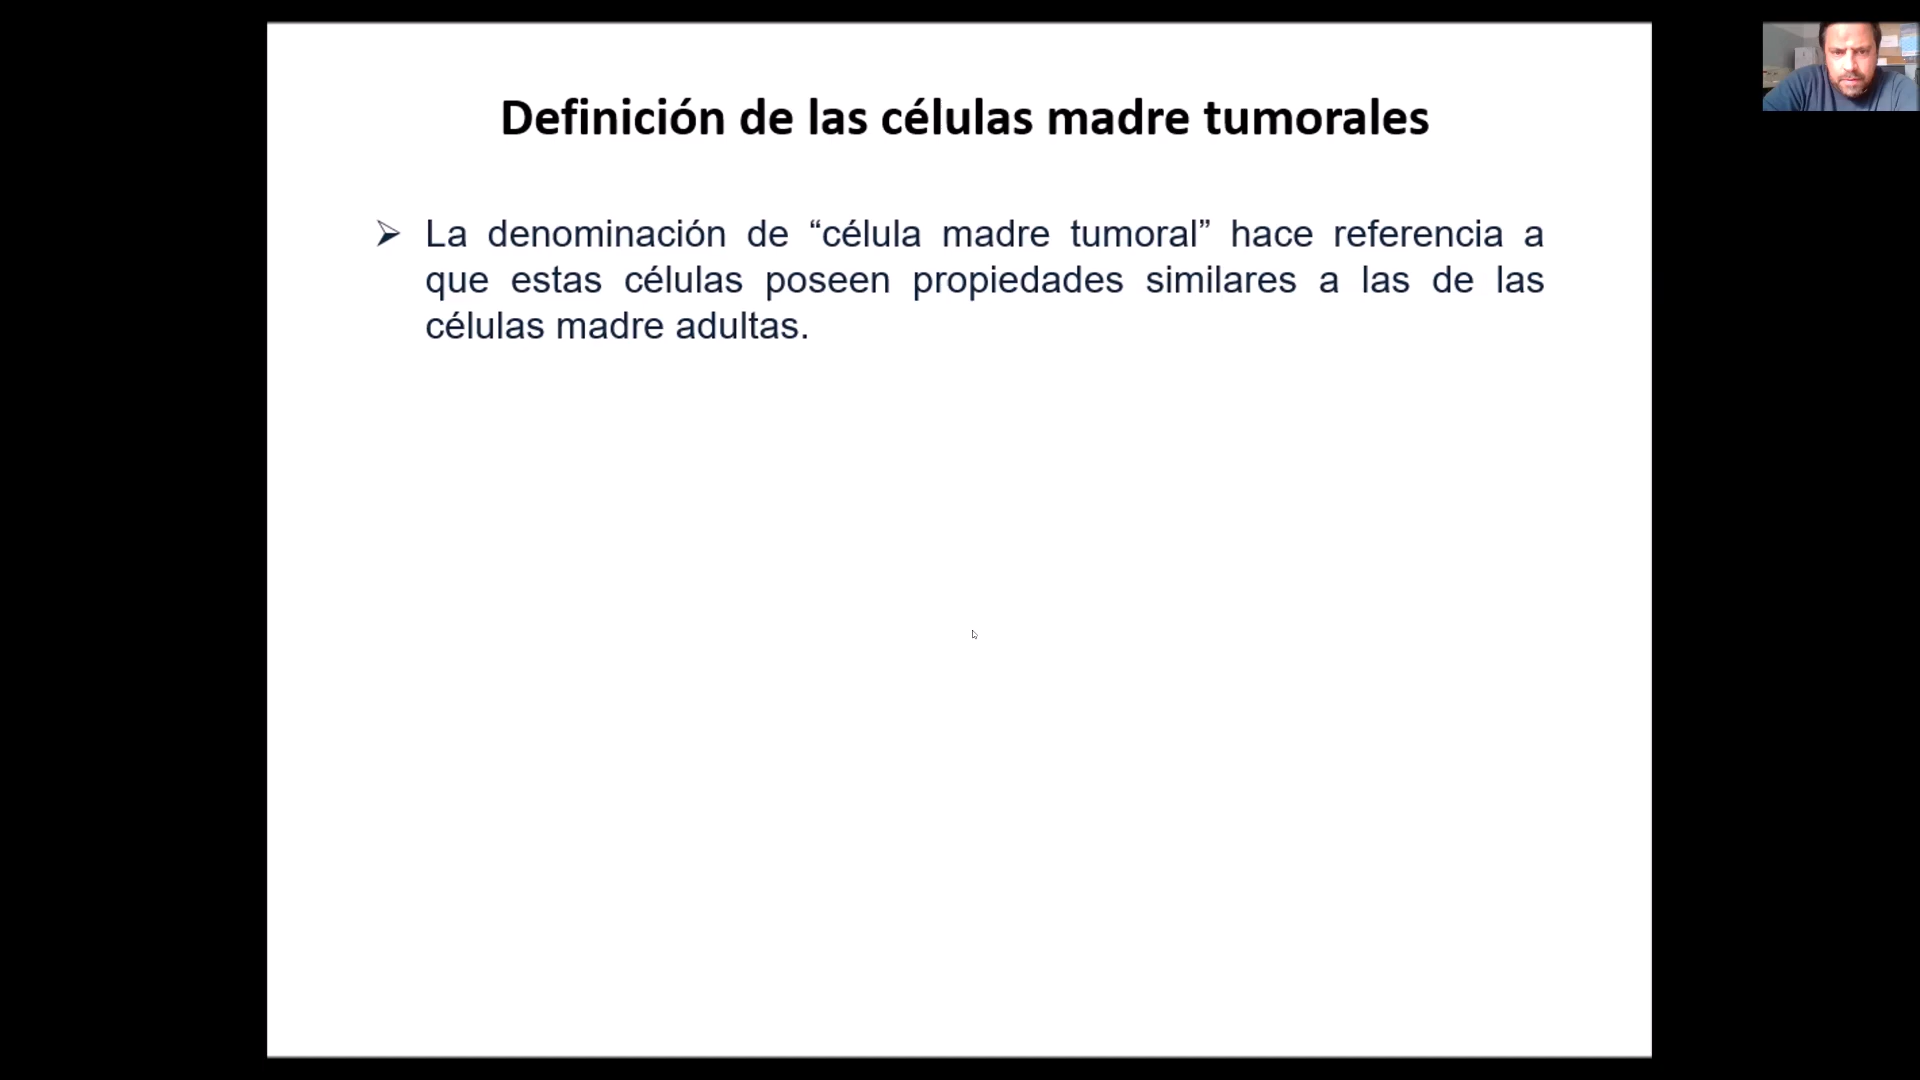 Definición de las células madre tumorales
➢ La denominación de “célula madre tumoral” hace referencia a
que estas células poseen propiedades similares a las de las
células madre adultas.